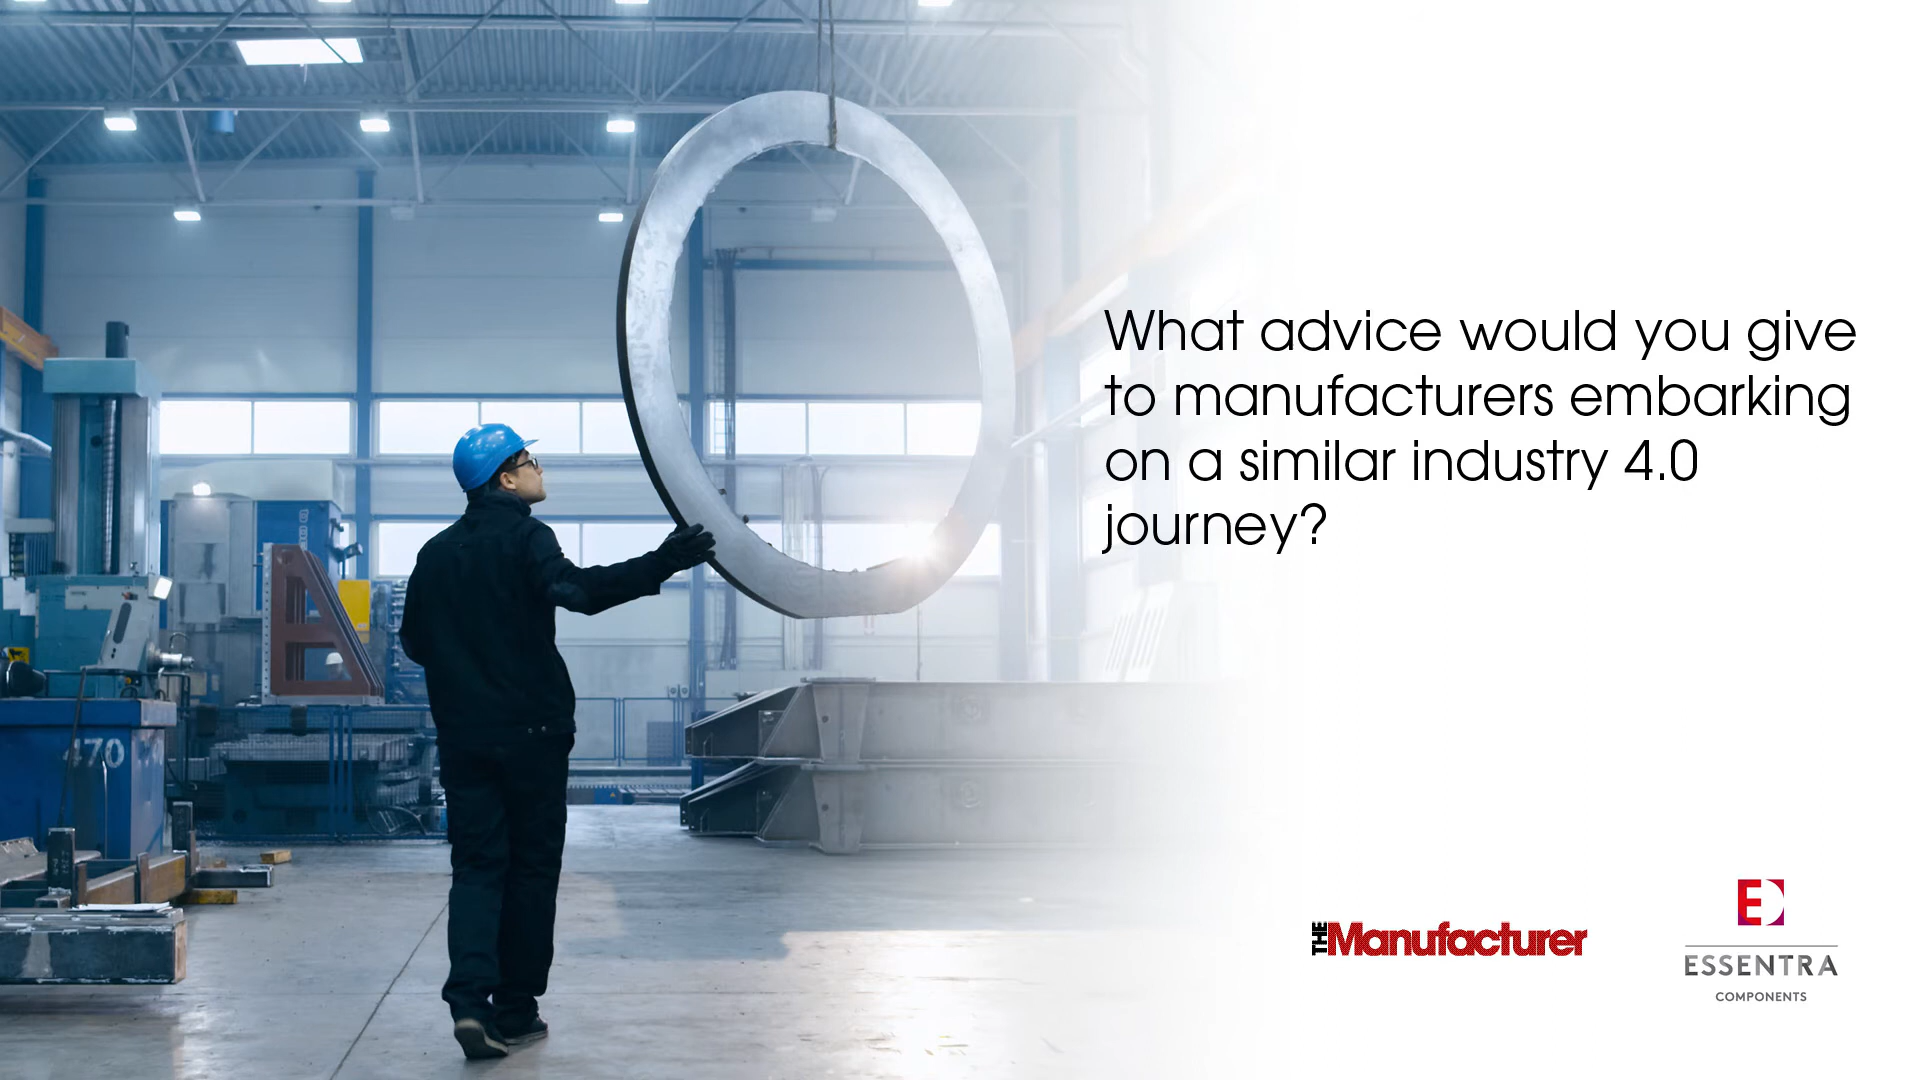 What advice would you give
to manufacturers embarking
on a similar industry 4.0
journey?
470
THE Manufacturer
E
ESSENTRA
COMPONENTS